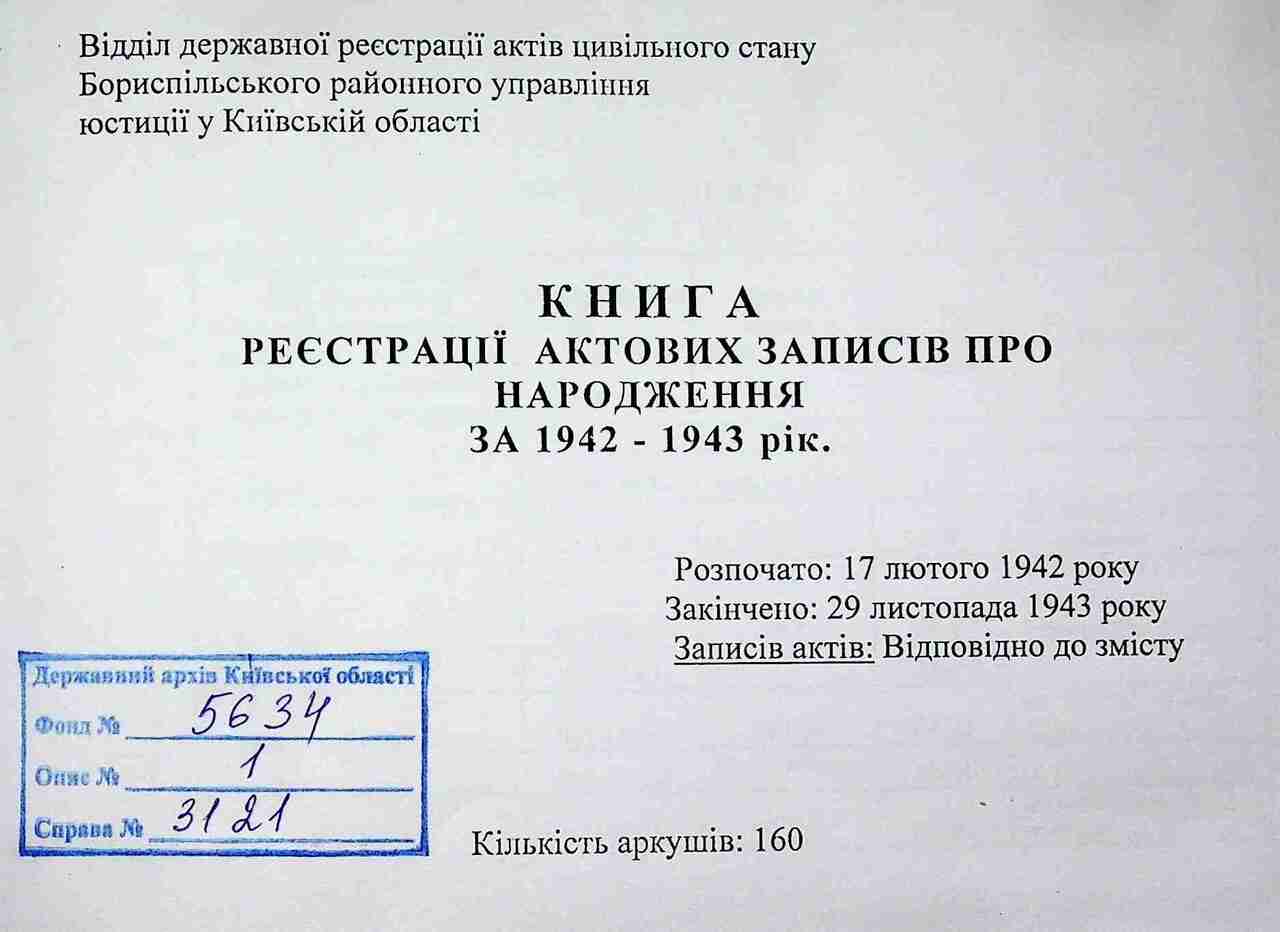 Відділ державної реєстрації актів цивільного стану
Бориспільського районного управління
юстиції у Київській області
КНИГА
РЕЄСТРАЦІЇ АКТОВИХ ЗАПИСІВ ПРО
НАРОДЖЕННЯ
ЗА 1942 - 1943 рік.
Розпочато: 17 лютого 1942 року
Закінчено: 29 листопада 1943 року
Записів актів: Відповідно до змісту
Державний архів Київської області
Фонд № 5634
Опис № 1
Справа № 3121
Кількість аркушів: 160